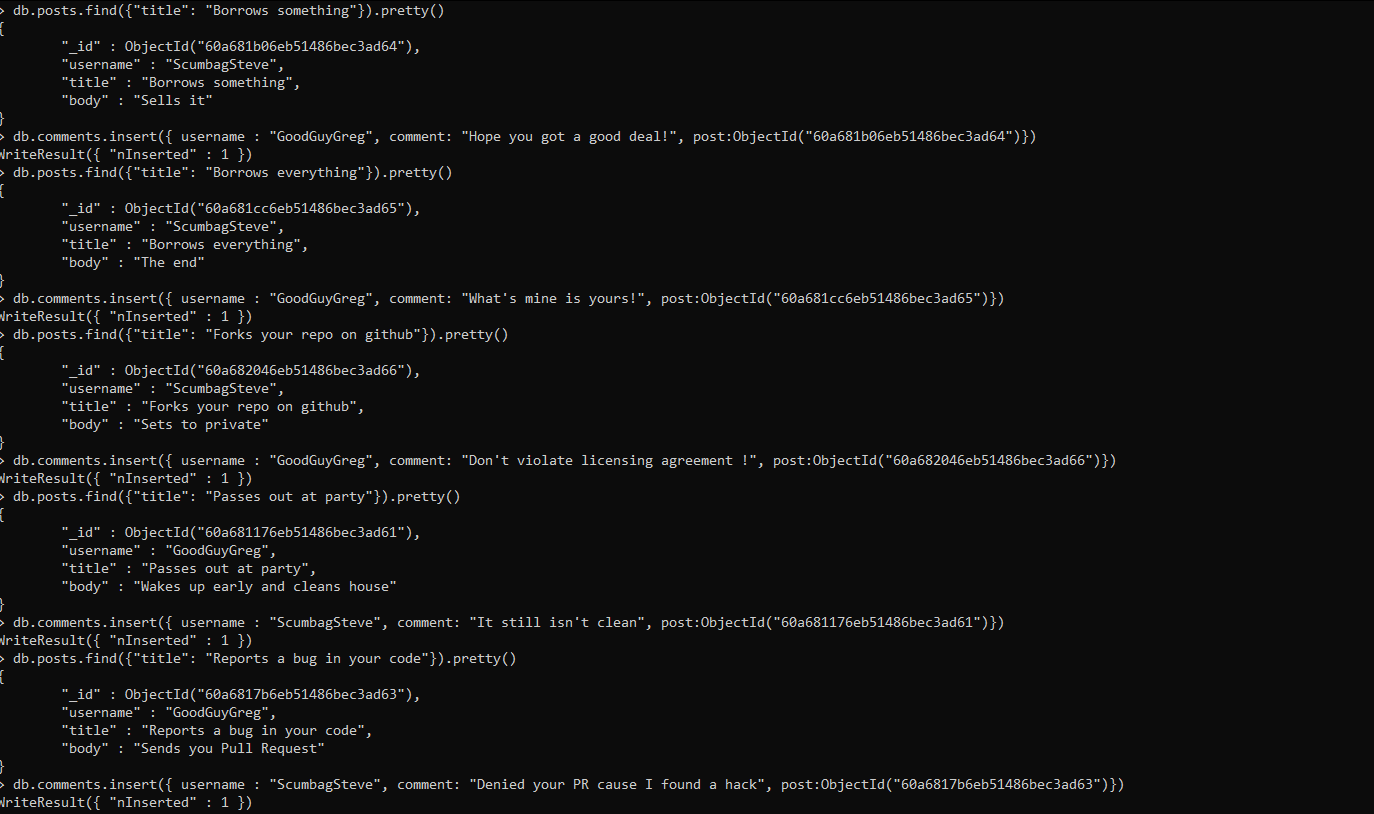 > db.posts.find({"title": "Borrows something"}).pretty()
{
        "_id" : ObjectId("60a681b06eb51486bec3ad64"),
        "username" : "ScumbagSteve",
        "title" : "Borrows something",
        "body" : "Sells it"
}
> db.comments.insert({ username : "GoodGuyGreg", comment: "Hope you got a good deal!", post:ObjectId("60a681b06eb51486bec3ad64")})
WriteResult({ "nInserted" : 1 })
> db.posts.find({"title": "Borrows everything"}).pretty()
{
        "_id" : ObjectId("60a681cc6eb51486bec3ad65"),
        "username" : "ScumbagSteve",
        "title" : "Borrows everything",
        "body" : "The end"
}
> db.comments.insert({ username : "GoodGuyGreg", comment: "What's mine is yours!", post:ObjectId("60a681cc6eb51486bec3ad65")})
WriteResult({ "nInserted" : 1 })
> db.posts.find({"title": "Forks your repo on github"}).pretty()
{
        "_id" : ObjectId("60a682046eb51486bec3ad66"),
        "username" : "ScumbagSteve",
        "title" : "Forks your repo on github",
        "body" : "Sets to private"
}
> db.comments.insert({ username : "GoodGuyGreg", comment: "Don't violate licensing agreement !", post:ObjectId("60a682046eb51486bec3ad66")})
WriteResult({ "nInserted" : 1 })
> db.posts.find({"title": "Passes out at party"}).pretty()
{
        "_id" : ObjectId("60a681176eb51486bec3ad61"),
        "username" : "GoodGuyGreg",
        "title" : "Passes out at party",
        "body" : "Wakes up early and cleans house"
}
> db.comments.insert({ username : "ScumbagSteve", comment: "It still isn't clean", post:ObjectId("60a681176eb51486bec3ad61")})
WriteResult({ "nInserted" : 1 })
> db.posts.find({"title": "Reports a bug in your code"}).pretty()
{
        "_id" : ObjectId("60a6817b6eb51486bec3ad63"),
        "username" : "GoodGuyGreg",
        "title" : "Reports a bug in your code",
        "body" : "Sends you Pull Request"
}
> db.comments.insert({ username : "ScumbagSteve", comment: "Denied your PR cause I found a hack", post:ObjectId("60a6817b6eb51486bec3ad63")})
WriteResult({ "nInserted" : 1 })